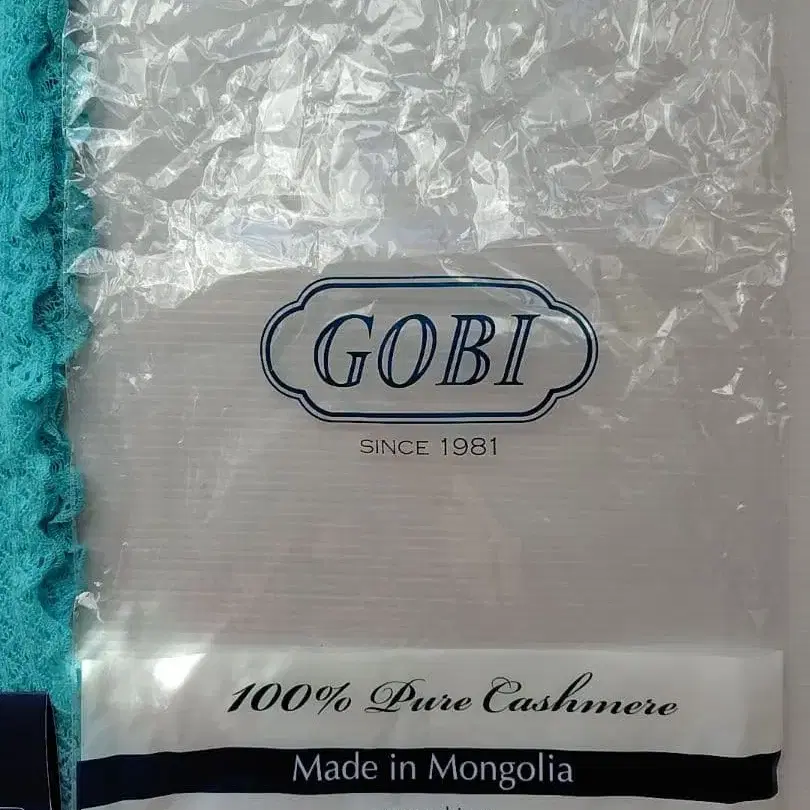 GOBI
SINCE 1981
100% Pure Cashmere
Made in Mongolia